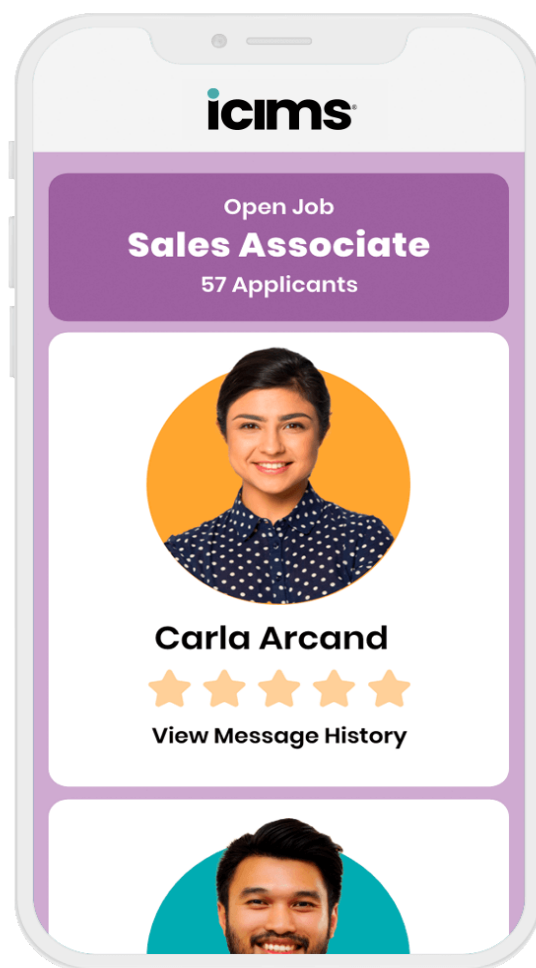 icims
Open Job
Sales Associate
57 Applicants
Carla Arcand
View Message History